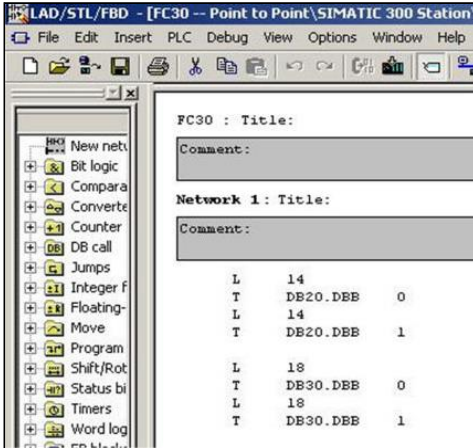 LAD/STL/FBD - [FC30 -- Point to Point\SIMATIC 300 Station
File Edit Insert PLC Debug View Options Window Help
New netw
Bit logic
Compara
Converte
Counter
DB call
Jumps
Integer f
Floating-
Move
Program
Shift/Rot
Status bi
Timers
Word log
FC30 : Title:
Comment:
Network 1: Title:
Comment:
L 14
T DB20.DBB 0
L 14
T DB20.DBB 1
L 18
T DB30.DBB 0
L 18
T DB30.DBB 1